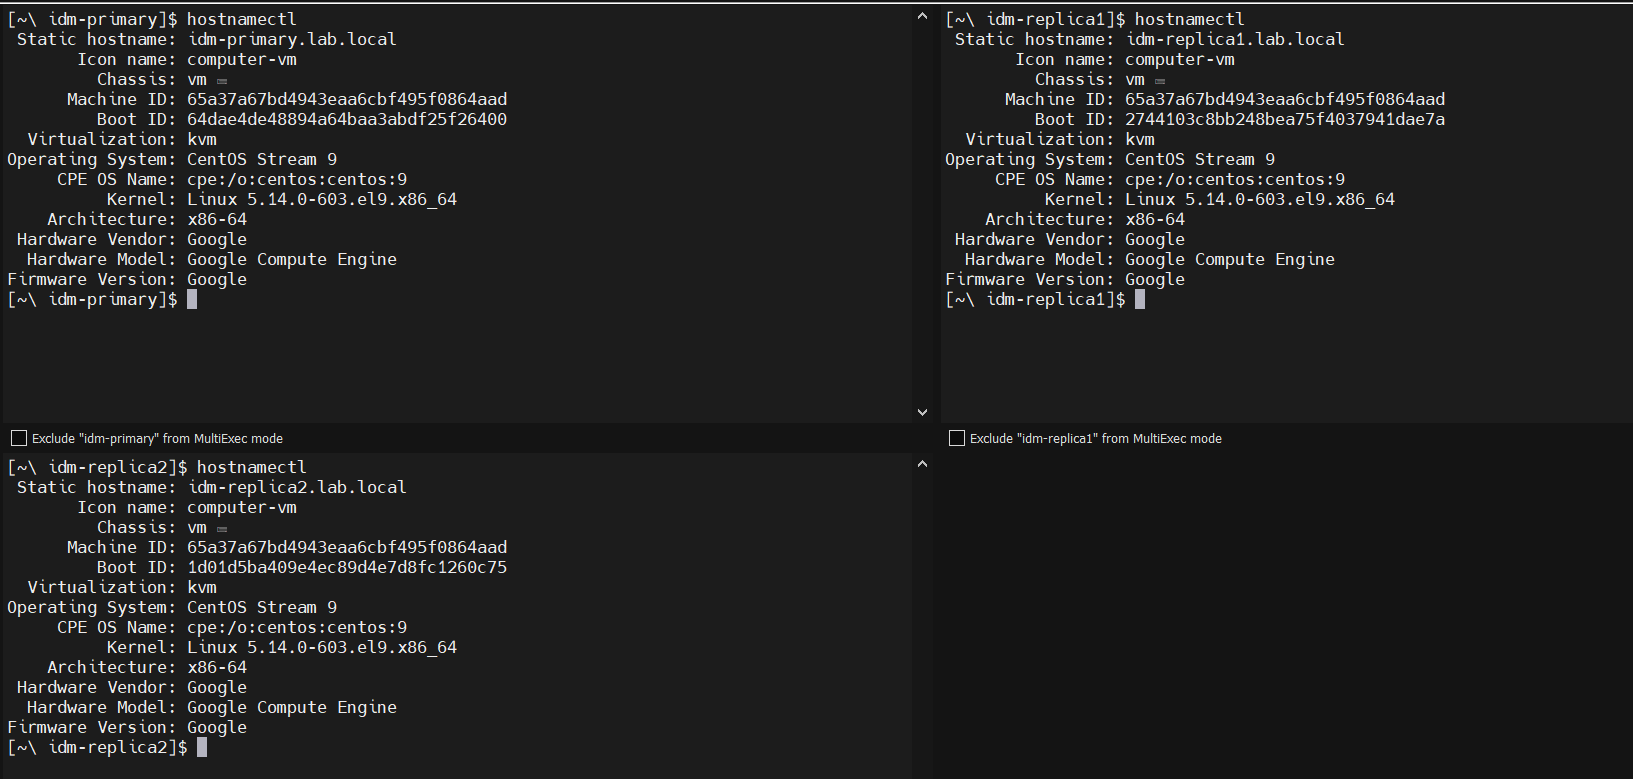 [~\ idm-primary]$ hostnamectl
Static hostname: idm-primary.lab.local
Icon name: computer-vm
Chassis: vm
Machine ID: 65a37a67bd4943eaa6cbf495f0864aad
Boot ID: 64dae4de48894a64baa3abdf25f26400
Virtualization: kvm
Operating System: CentOS Stream 9
CPE OS Name: cpe:/o:centos:centos:9
Kernel: Linux 5.14.0-603.el9.x86_64
Architecture: x86-64
Hardware Vendor: Google
Hardware Model: Google Compute Engine
Firmware Version: Google
[~\ idm-primary]$
Exclude "idm-primary" from MultiExec mode
[~\ idm-replica1]$ hostnamectl
Static hostname: idm-replica1.lab.local
Icon name: computer-vm
Chassis: vm
Machine ID: 65a37a67bd4943eaa6cbf495f0864aad
Boot ID: 2744103c8bb248bea75f4037941dae7a
Virtualization: kvm
Operating System: CentOS Stream 9
CPE OS Name: cpe:/o:centos:centos:9
Kernel: Linux 5.14.0-603.el9.x86_64
Architecture: x86-64
Hardware Vendor: Google
Hardware Model: Google Compute Engine
Firmware Version: Google
[~\ idm-replica1]$
Exclude "idm-replica1" from MultiExec mode
[~\ idm-replica2]$ hostnamectl
Static hostname: idm-replica2.lab.local
Icon name: computer-vm
Chassis: vm
Machine ID: 65a37a67bd4943eaa6cbf495f0864aad
Boot ID: 1d01d5ba409e4ec89d4e7d8fc1260c75
Virtualization: kvm
Operating System: CentOS Stream 9
CPE OS Name: cpe:/o:centos:centos:9
Kernel: Linux 5.14.0-603.el9.x86_64
Architecture: x86-64
Hardware Vendor: Google
Hardware Model: Google Compute Engine
Firmware Version: Google
[~\ idm-replica2]$